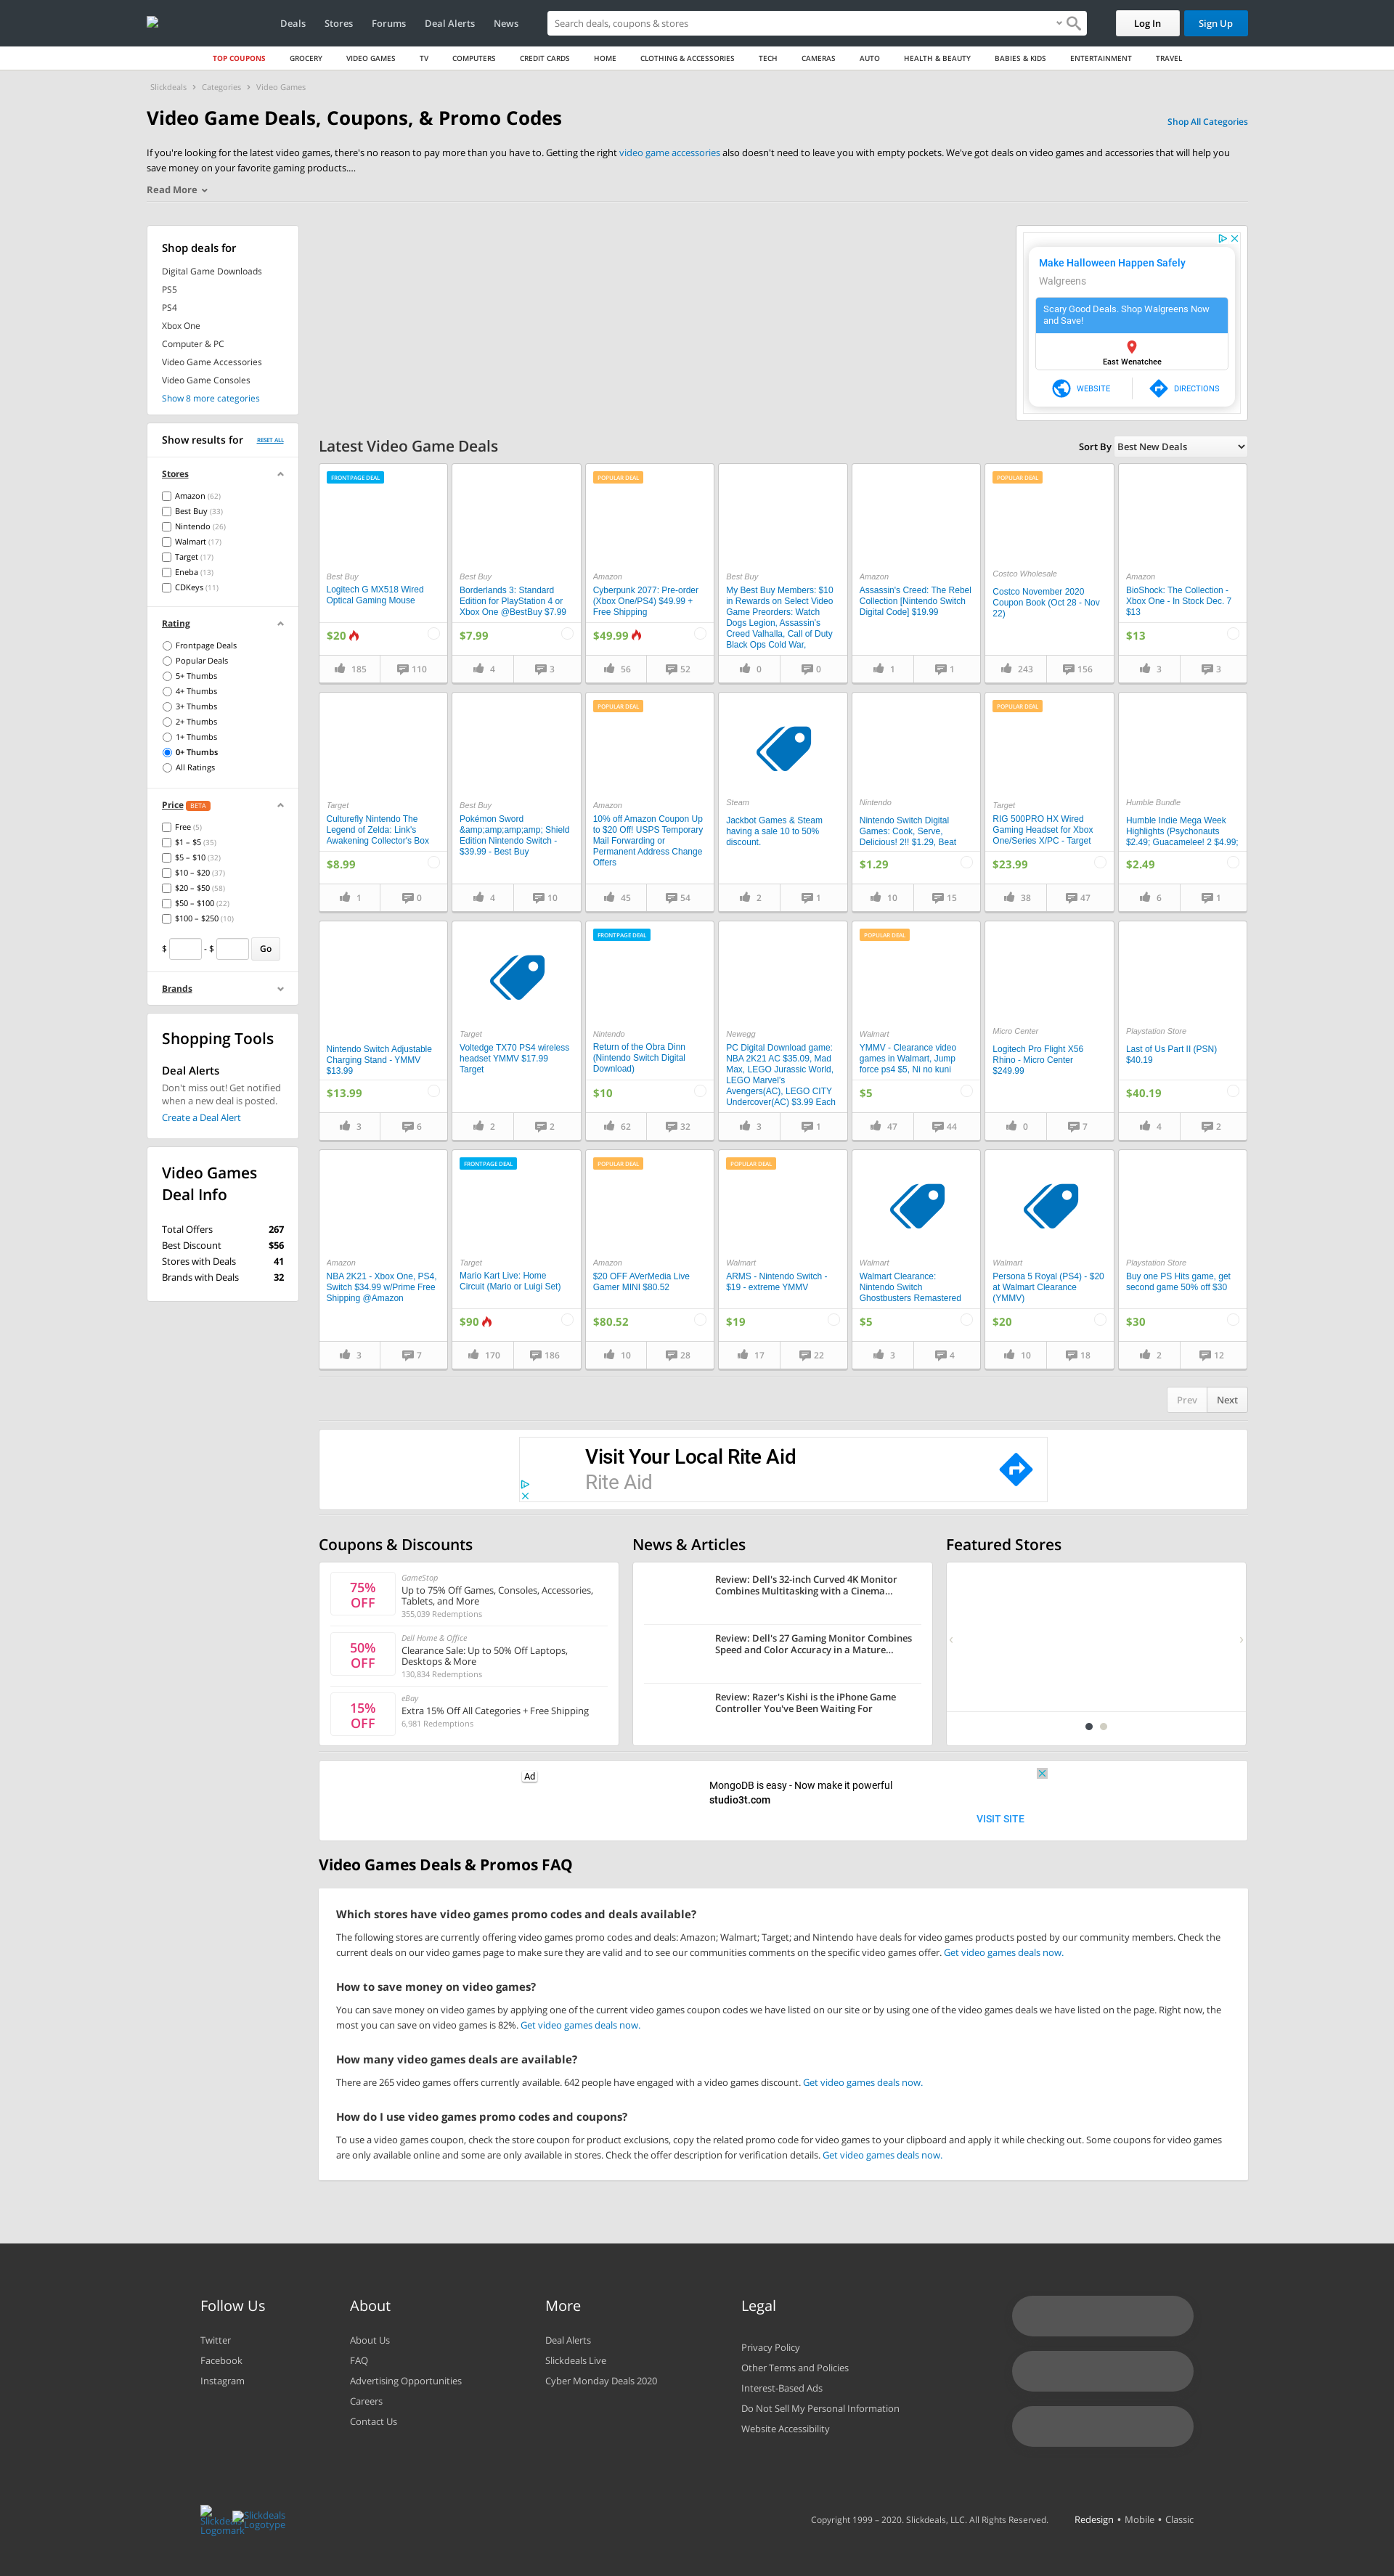 Deals
Stores
Forums
Deal Alerts
News
Search deals, coupons & stores
Log In
Sign Up
TOP COUPONS
GROCERY
VIDEO GAMES
TV
COMPUTERS
CREDIT CARDS
HOME
CLOTHING & ACCESSORIES
TECH
CAMERAS
AUTO
HEALTH & BEAUTY
BABIES & KIDS
ENTERTAINMENT
TRAVEL
Slickdeals › Categories › Video Games
Video Game Deals, Coupons, & Promo Codes
Shop All Categories
If you're looking for the latest video games, there's no reason to pay more than you have to. Getting the right video game accessories also doesn't need to leave you with empty pockets. We've got deals on video games and accessories that will help you
save money on your favorite gaming products....
Read More
Shop deals for
Digital Game Downloads
PS5
PS4
Xbox One
Computer & PC
Video Game Accessories
Video Game Consoles
Show 8 more categories
Show results for
RESET ALL
Stores
Amazon (62)
Best Buy (33)
Nintendo (26)
Walmart (17)
Target (17)
Eneba (13)
CDKeys (11)
Rating
Frontpage Deals
Popular Deals
5+ Thumbs
4+ Thumbs
3+ Thumbs
2+ Thumbs
1+ Thumbs
0+ Thumbs
All Ratings
Price BETA
Free (5)
$1 – $5 (35)
$5 – $10 (32)
$10 – $20 (37)
$20 – $50 (58)
$50 – $100 (22)
$100 – $250 (10)
$ - $ Go
Brands
Shopping Tools
Deal Alerts
Don't miss out! Get notified
when a new deal is posted.
Create a Deal Alert
Video Games
Deal Info
Total Offers 267
Best Discount $56
Stores with Deals 41
Brands with Deals 32
Make Halloween Happen Safely
Walgreens
Scary Good Deals. Shop Walgreens Now
and Save!
East Wenatchee
WEBSITE
DIRECTIONS
Latest Video Game Deals
Sort By Best New Deals
FRONTPAGE DEAL
Best Buy
Logitech G MX518 Wired
Optical Gaming Mouse
$20
185
110
Best Buy
Borderlands 3: Standard
Edition for PlayStation 4 or
Xbox One @BestBuy $7.99
$7.99
4
3
POPULAR DEAL
Amazon
Cyberpunk 2077: Pre-order
(Xbox One/PS4) $49.99 +
Free Shipping
$49.99
56
52
Best Buy
My Best Buy Members: $10
in Rewards on Select Video
Game Preorders: Watch
Dogs Legion, Assassin's
Creed Valhalla, Call of Duty
Black Ops Cold War,
0
0
Amazon
Assassin's Creed: The Rebel
Collection [Nintendo Switch
Digital Code] $19.99
1
1
POPULAR DEAL
Costco Wholesale
Costco November 2020
Coupon Book (Oct 28 - Nov
22)
243
156
Amazon
BioShock: The Collection -
Xbox One - In Stock Dec. 7
$13
$13
3
3
Target
Culturefly Nintendo The
Legend of Zelda: Link's
Awakening Collector's Box
$8.99
1
0
Best Buy
Pokémon Sword
&amp;amp;amp;amp; Shield
Edition Nintendo Switch -
$39.99 - Best Buy
4
10
POPULAR DEAL
Amazon
10% off Amazon Coupon Up
to $20 Off! USPS Temporary
Mail Forwarding or
Permanent Address Change
Offers
45
54
Steam
Jackbot Games & Steam
having a sale 10 to 50%
discount.
2
1
Nintendo
Nintendo Switch Digital
Games: Cook, Serve,
Delicious! 2!! $1.29, Beat
$1.29
10
15
POPULAR DEAL
Target
RIG 500PRO HX Wired
Gaming Headset for Xbox
One/Series X/PC - Target
$23.99
38
47
Humble Bundle
Humble Indie Mega Week
Highlights (Psychonauts
$2.49; Guacamelee! 2 $4.99;
$2.49
6
1
Nintendo Switch Adjustable
Charging Stand - YMMV
$13.99
$13.99
3
6
Target
Voltedge TX70 PS4 wireless
headset YMMV $17.99
Target
2
2
FRONTPAGE DEAL
Nintendo
Return of the Obra Dinn
(Nintendo Switch Digital
Download)
$10
62
32
Newegg
PC Digital Download game:
NBA 2K21 AC $35.09, Mad
Max, LEGO Jurassic World,
LEGO Marvel's
Avengers(AC), LEGO CITY
Undercover(AC) $3.99 Each
3
1
POPULAR DEAL
Walmart
YMMV - Clearance video
games in Walmart, Jump
force ps4 $5, Ni no kuni
$5
47
44
Micro Center
Logitech Pro Flight X56
Rhino - Micro Center
$249.99
0
7
Playstation Store
Last of Us Part II (PSN)
$40.19
$40.19
4
2
Amazon
NBA 2K21 - Xbox One, PS4,
Switch $34.99 w/Prime Free
Shipping @Amazon
3
7
FRONTPAGE DEAL
Target
Mario Kart Live: Home
Circuit (Mario or Luigi Set)
$90
170
186
POPULAR DEAL
Amazon
$20 OFF AVerMedia Live
Gamer MINI $80.52
$80.52
10
28
POPULAR DEAL
Walmart
ARMS - Nintendo Switch -
$19 - extreme YMMV
$19
17
22
Walmart
Walmart Clearance:
Nintendo Switch
Ghostbusters Remastered
$5
3
4
Walmart
Persona 5 Royal (PS4) - $20
at Walmart Clearance
(YMMV)
$20
10
18
Playstation Store
Buy one PS Hits game, get
second game 50% off $30
$30
2
12
Prev
Next
Visit Your Local Rite Aid
Rite Aid
Coupons & Discounts
75%
OFF
GameStop
Up to 75% Off Games, Consoles, Accessories,
Tablets, and More
355,039 Redemptions
50%
OFF
Dell Home & Office
Clearance Sale: Up to 50% Off Laptops,
Desktops & More
130,834 Redemptions
15%
OFF
eBay
Extra 15% Off All Categories + Free Shipping
6,981 Redemptions
News & Articles
Review: Dell's 32-inch Curved 4K Monitor
Combines Multitasking with a Cinema...
Review: Dell's 27 Gaming Monitor Combines
Speed and Color Accuracy in a Mature...
Review: Razer's Kishi is the iPhone Game
Controller You've Been Waiting For
Featured Stores
Ad
MongoDB is easy - Now make it powerful
studio3t.com
VISIT SITE
Video Games Deals & Promos FAQ
Which stores have video games promo codes and deals available?
The following stores are currently offering video games promo codes and deals: Amazon; Walmart; Target; and Nintendo have deals for video games products posted by our community members. Check the
current deals on our video games page to make sure they are valid and to see our communities comments on the specific video games offer. Get video games deals now.
How to save money on video games?
You can save money on video games by applying one of the current video games coupon codes we have listed on our site or by using one of the video games deals we have listed on the page. Right now, the
most you can save on video games is 82%. Get video games deals now.
How many video games deals are available?
There are 265 video games offers currently available. 642 people have engaged with a video games discount. Get video games deals now.
How do I use video games promo codes and coupons?
To use a video games coupon, check the store coupon for product exclusions, copy the related promo code for video games to your clipboard and apply it while checking out. Some coupons for video games
are only available online and some are only available in stores. Check the offer description for verification details. Get video games deals now.
Follow Us
Twitter
Facebook
Instagram
About
About Us
FAQ
Advertising Opportunities
Careers
Contact Us
More
Deal Alerts
Slickdeals Live
Cyber Monday Deals 2020
Legal
Privacy Policy
Other Terms and Policies
Interest-Based Ads
Do Not Sell My Personal Information
Website Accessibility
Slickdeals
Logomark
Slickdeals
Logotype
Copyright 1999 – 2020. Slickdeals, LLC. All Rights Reserved.
Redesign • Mobile • Classic